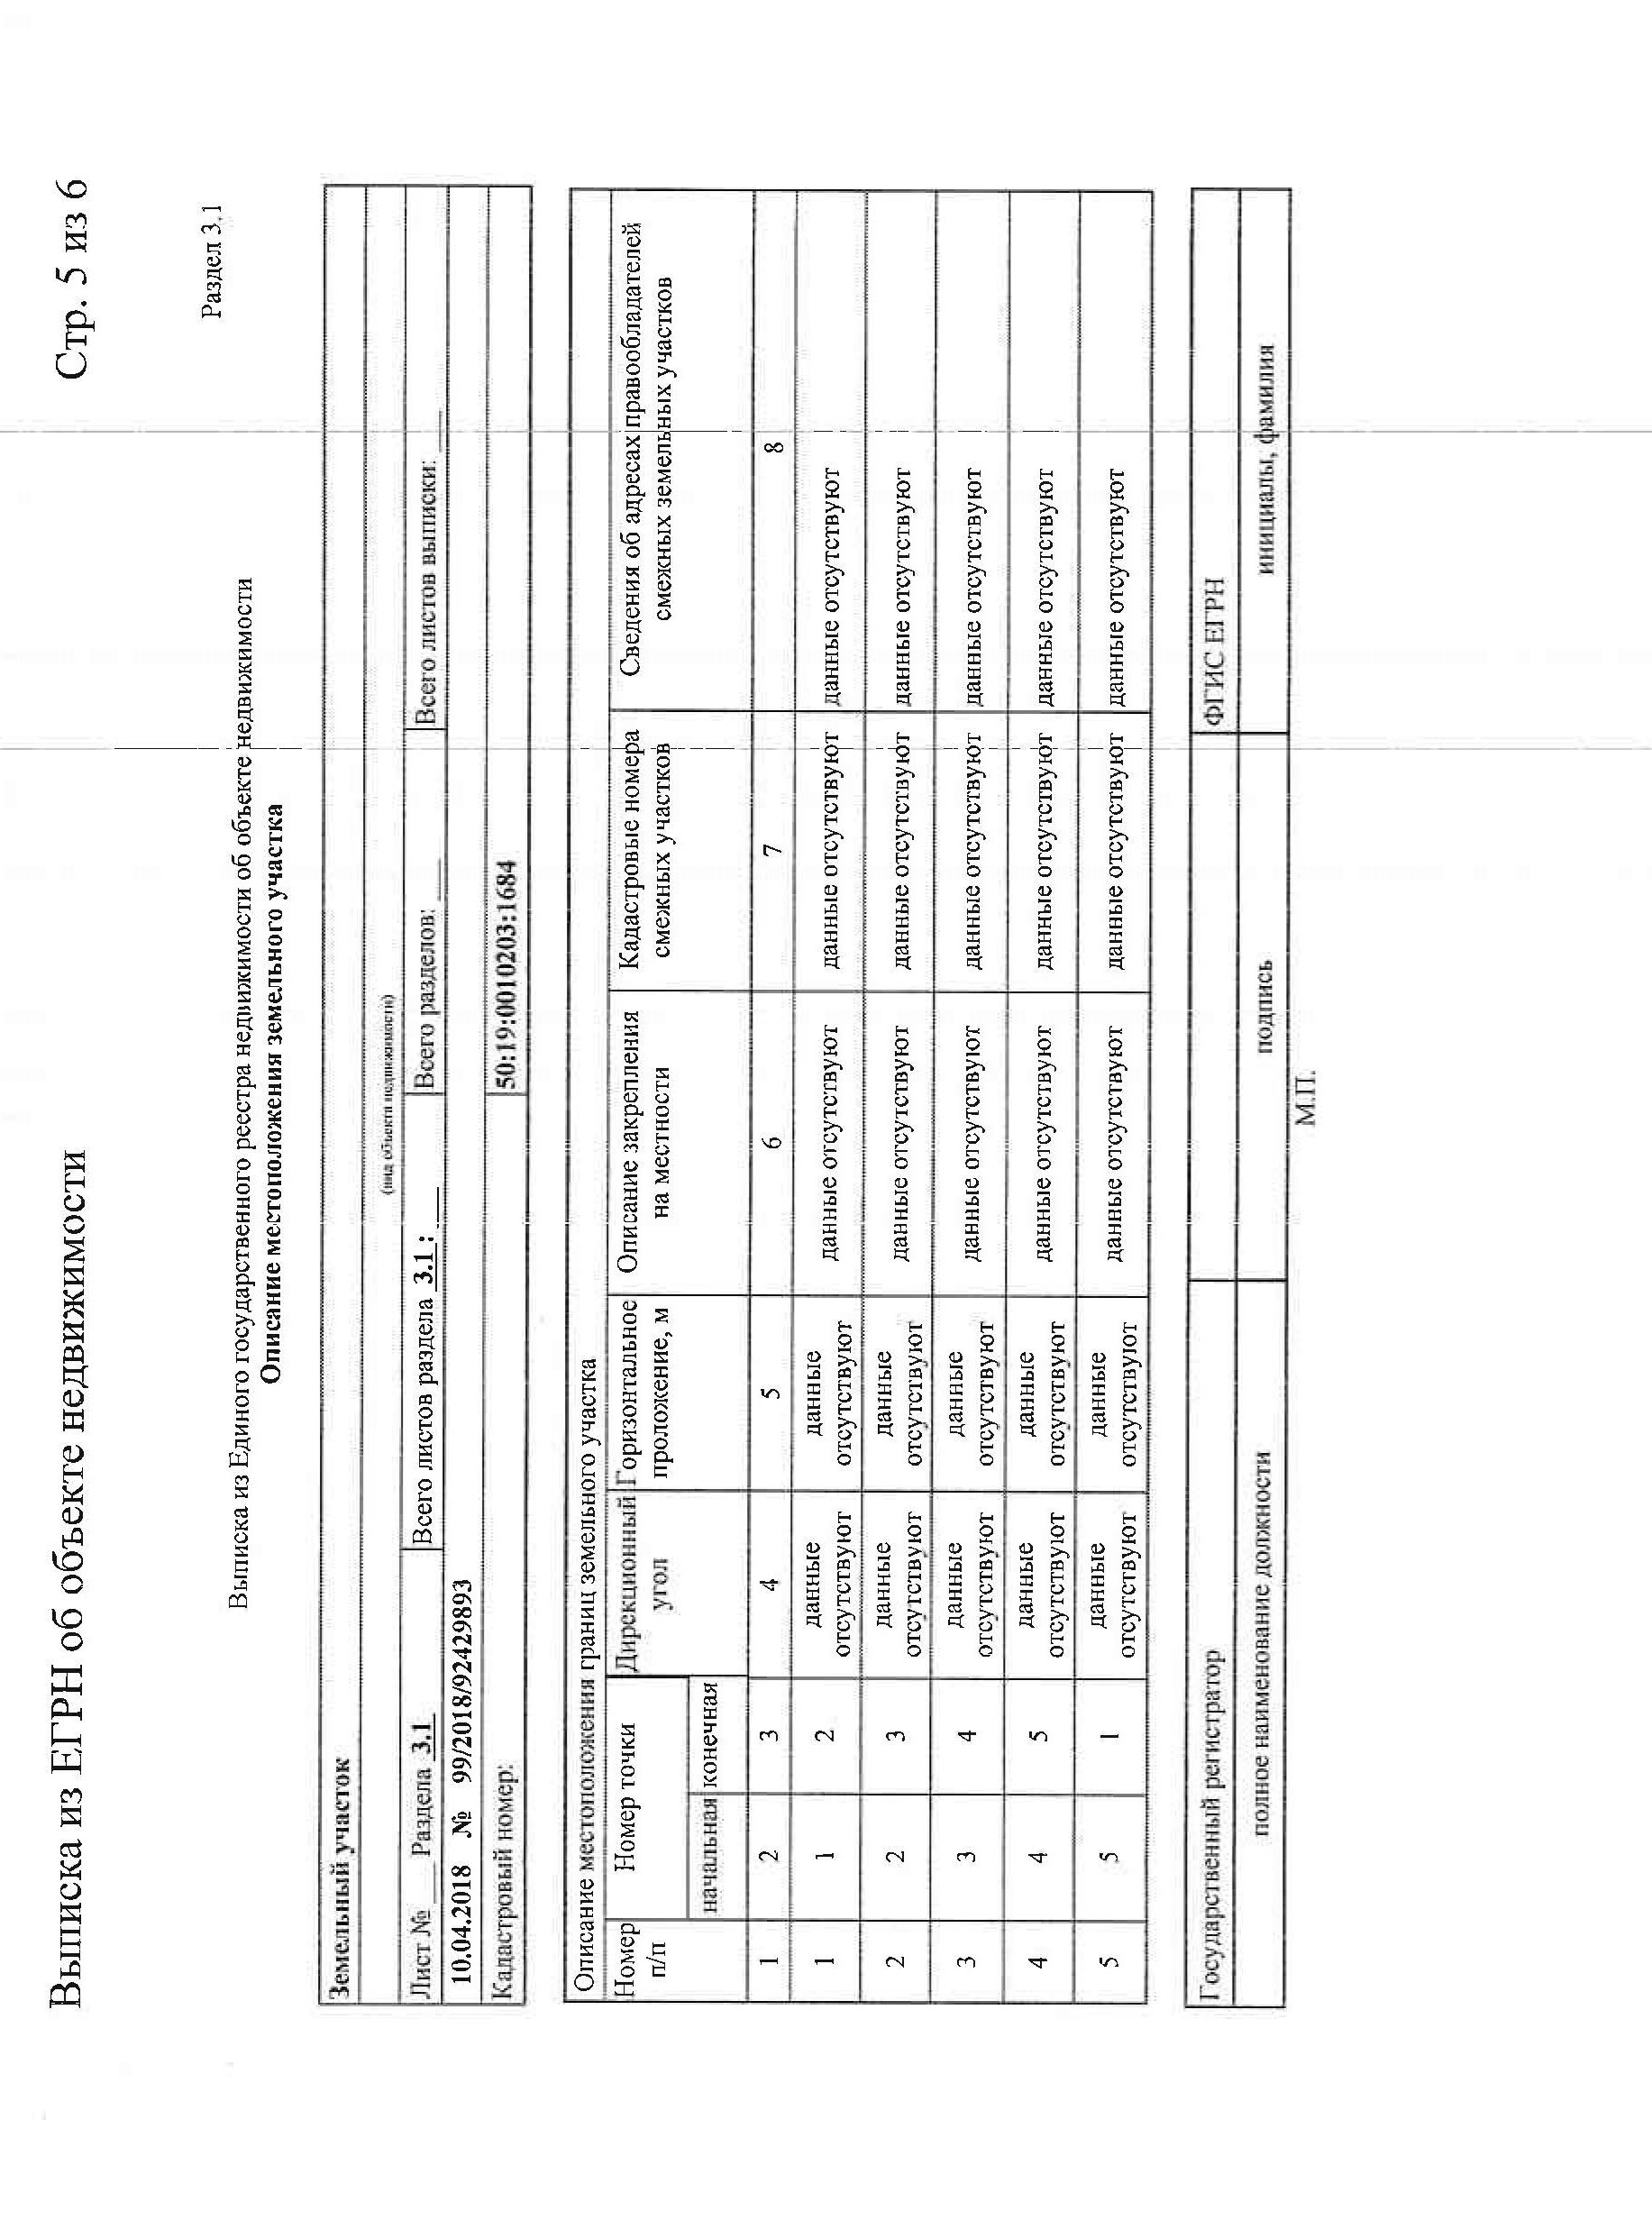 Выписка из ЕГРН об объекте недвижимости Стр. 5 из 6
Раздел 3.1
Выписка из Единого государственного реестра недвижимости об объекте недвижимости
Описание местоположения земельного участка
Земельный участок
(вид объекта недвижимости)
Лист № ___ Раздела 3.1 Всего листов раздела 3.1 : ___ Всего разделов: ___ Всего листов выписки: ___
10.04.2018 № 99/2018/92429893
Кадастровый номер: 50:19:0010203:1684
Описание местоположения границ земельного участка
Номер Номер точки Дирекционный Горизонтальное Описание закрепления Кадастровые номера Сведения об адресах правообладателей
п/п угол проложение, м на местности смежных участков смежных земельных участков
начальная конечная
1 2 3 4 5 6 7 8
1 1 2 данные данные данные отсутствуют данные отсутствуют данные отсутствуют
отсутствуют отсутствуют
2 2 3 данные данные данные отсутствуют данные отсутствуют данные отсутствуют
отсутствуют отсутствуют
3 3 4 данные данные данные отсутствуют данные отсутствуют данные отсутствуют
отсутствуют отсутствуют
4 4 5 данные данные данные отсутствуют данные отсутствуют данные отсутствуют
отсутствуют отсутствуют
5 5 1 данные данные данные отсутствуют данные отсутствуют данные отсутствуют
отсутствуют отсутствуют
Государственный регистратор ФГИС ЕГРН
полное наименование должности подпись инициалы, фамилия
М.П.